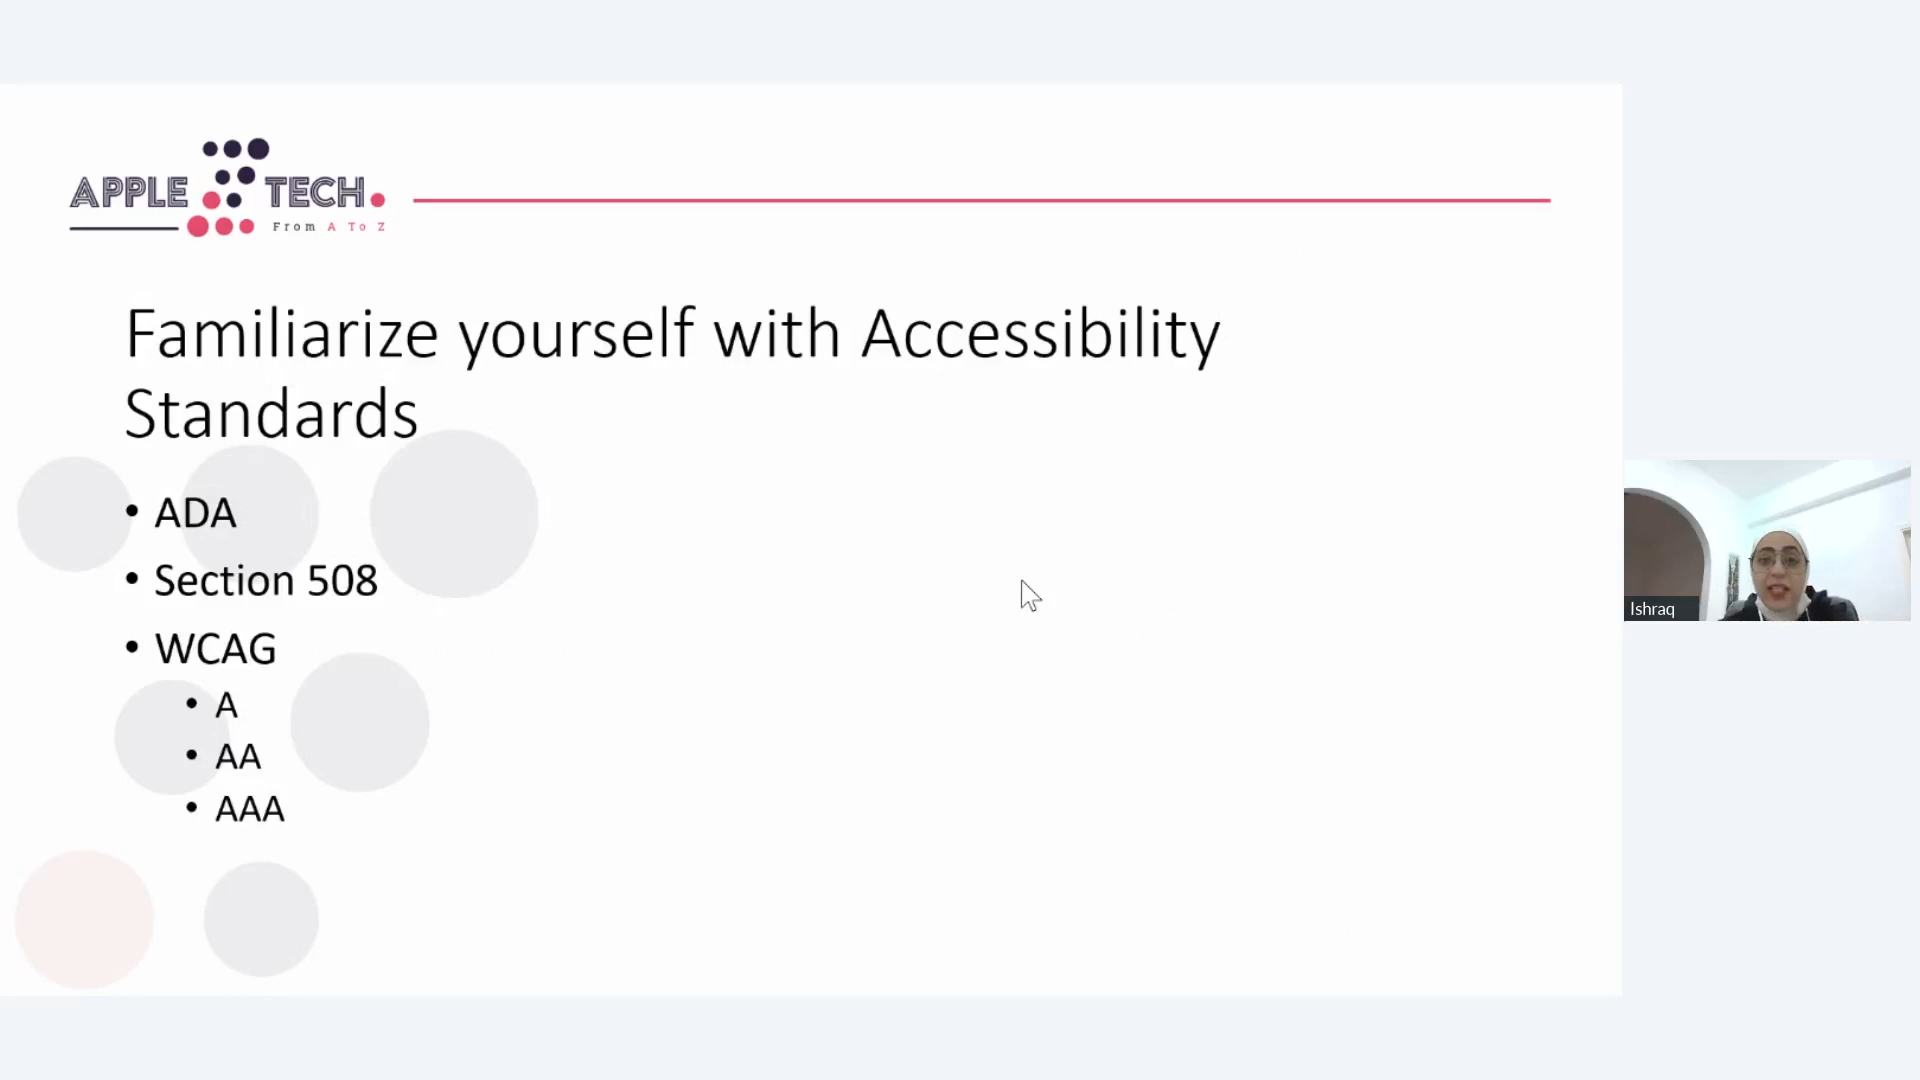 APPLE TECH.
From A To Z
Familiarize yourself with Accessibility
Standards
• ADA
• Section 508
• WCAG
• A
• AA
• AAA
Ishraq